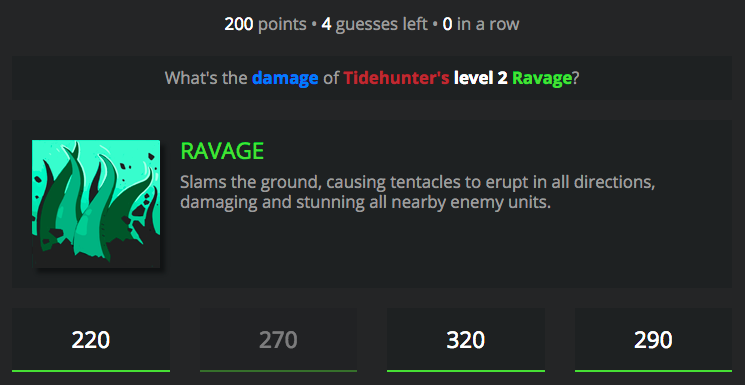 200 points • 4 guesses left • 0 in a row
What's the damage of Tidehunter's level 2 Ravage?
RAVAGE
Slams the ground, causing tentacles to erupt in all directions,
damaging and stunning all nearby enemy units.
220 270 320 290